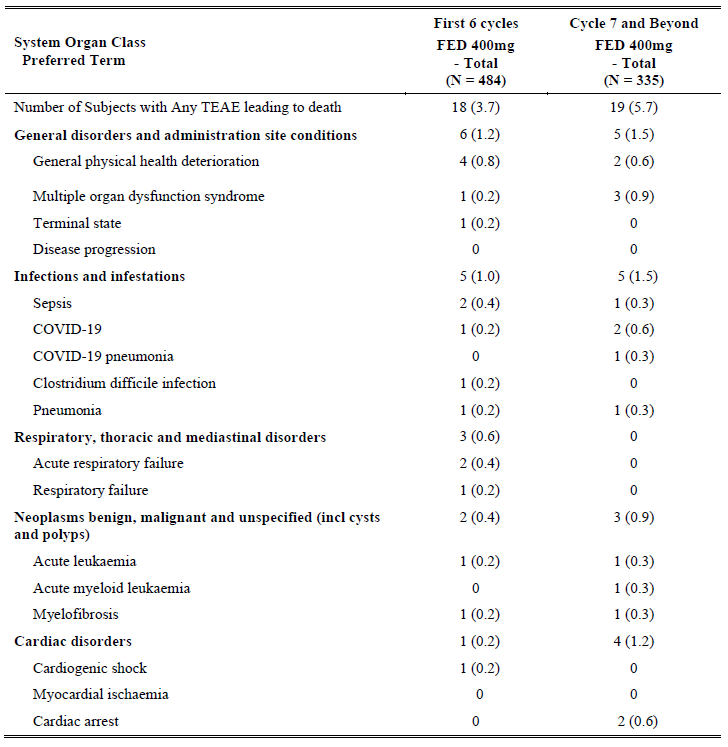 System Organ Class
Preferred Term
First 6 cycles
FED 400mg
- Total
(N = 484)
Cycle 7 and Beyond
FED 400mg
- Total
(N = 335)
Number of Subjects with Any TEAE leading to death 18 (3.7) 19 (5.7)
General disorders and administration site conditions 6 (1.2) 5 (1.5)
General physical health deterioration 4 (0.8) 2 (0.6)
Multiple organ dysfunction syndrome 1 (0.2) 3 (0.9)
Terminal state 1 (0.2) 0
Disease progression 0 0
Infections and infestations 5 (1.0) 5 (1.5)
Sepsis 2 (0.4) 1 (0.3)
COVID-19 1 (0.2) 2 (0.6)
COVID-19 pneumonia 0 1 (0.3)
Clostridium difficile infection 1 (0.2) 0
Pneumonia 1 (0.2) 1 (0.3)
Respiratory, thoracic and mediastinal disorders 3 (0.6) 0
Acute respiratory failure 2 (0.4) 0
Respiratory failure 1 (0.2) 0
Neoplasms benign, malignant and unspecified (incl cysts 2 (0.4) 3 (0.9)
and polyps)
Acute leukaemia 1 (0.2) 1 (0.3)
Acute myeloid leukaemia 0 1 (0.3)
Myelofibrosis 1 (0.2) 1 (0.3)
Cardiac disorders 1 (0.2) 4 (1.2)
Cardiogenic shock 1 (0.2) 0
Myocardial ischaemia 0 0
Cardiac arrest 0 2 (0.6)